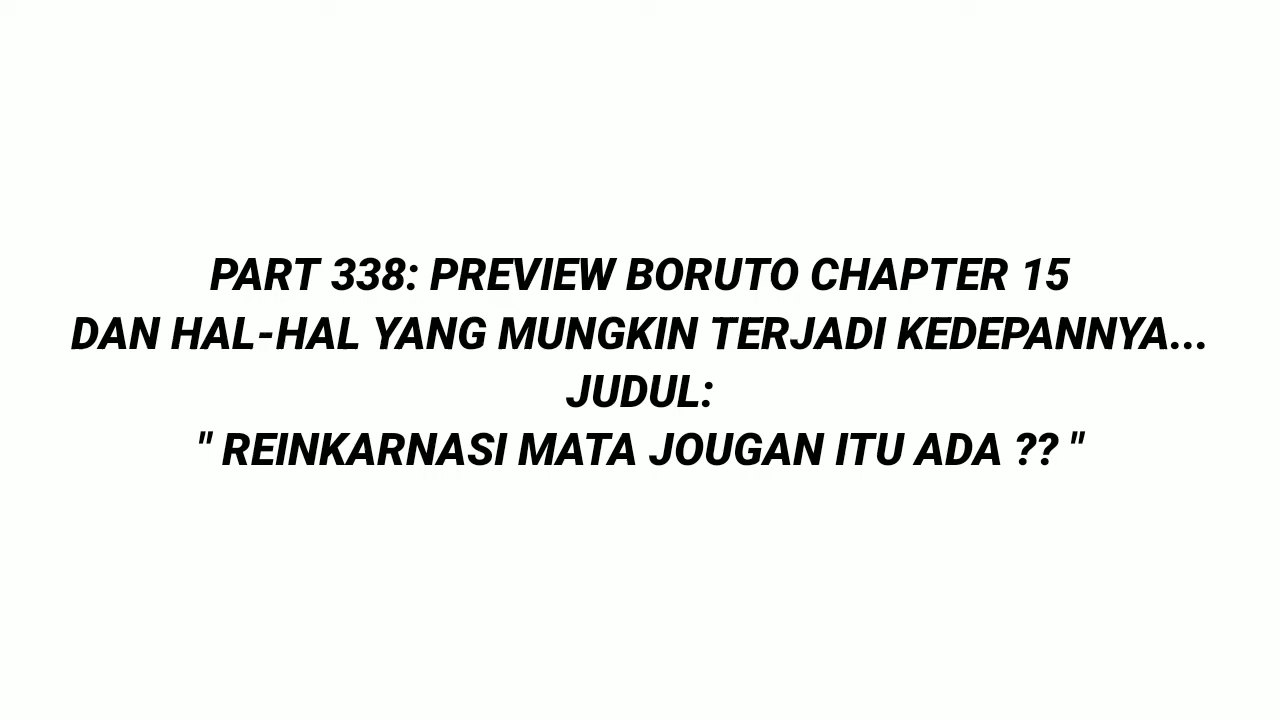 PART 338: PREVIEW BORUTO CHAPTER 15
DAN HAL-HAL YANG MUNGKIN TERJADI KEDEPANNYA...
JUDUL:
" REINKARNASI MATA JOUGAN ITU ADA ?? "